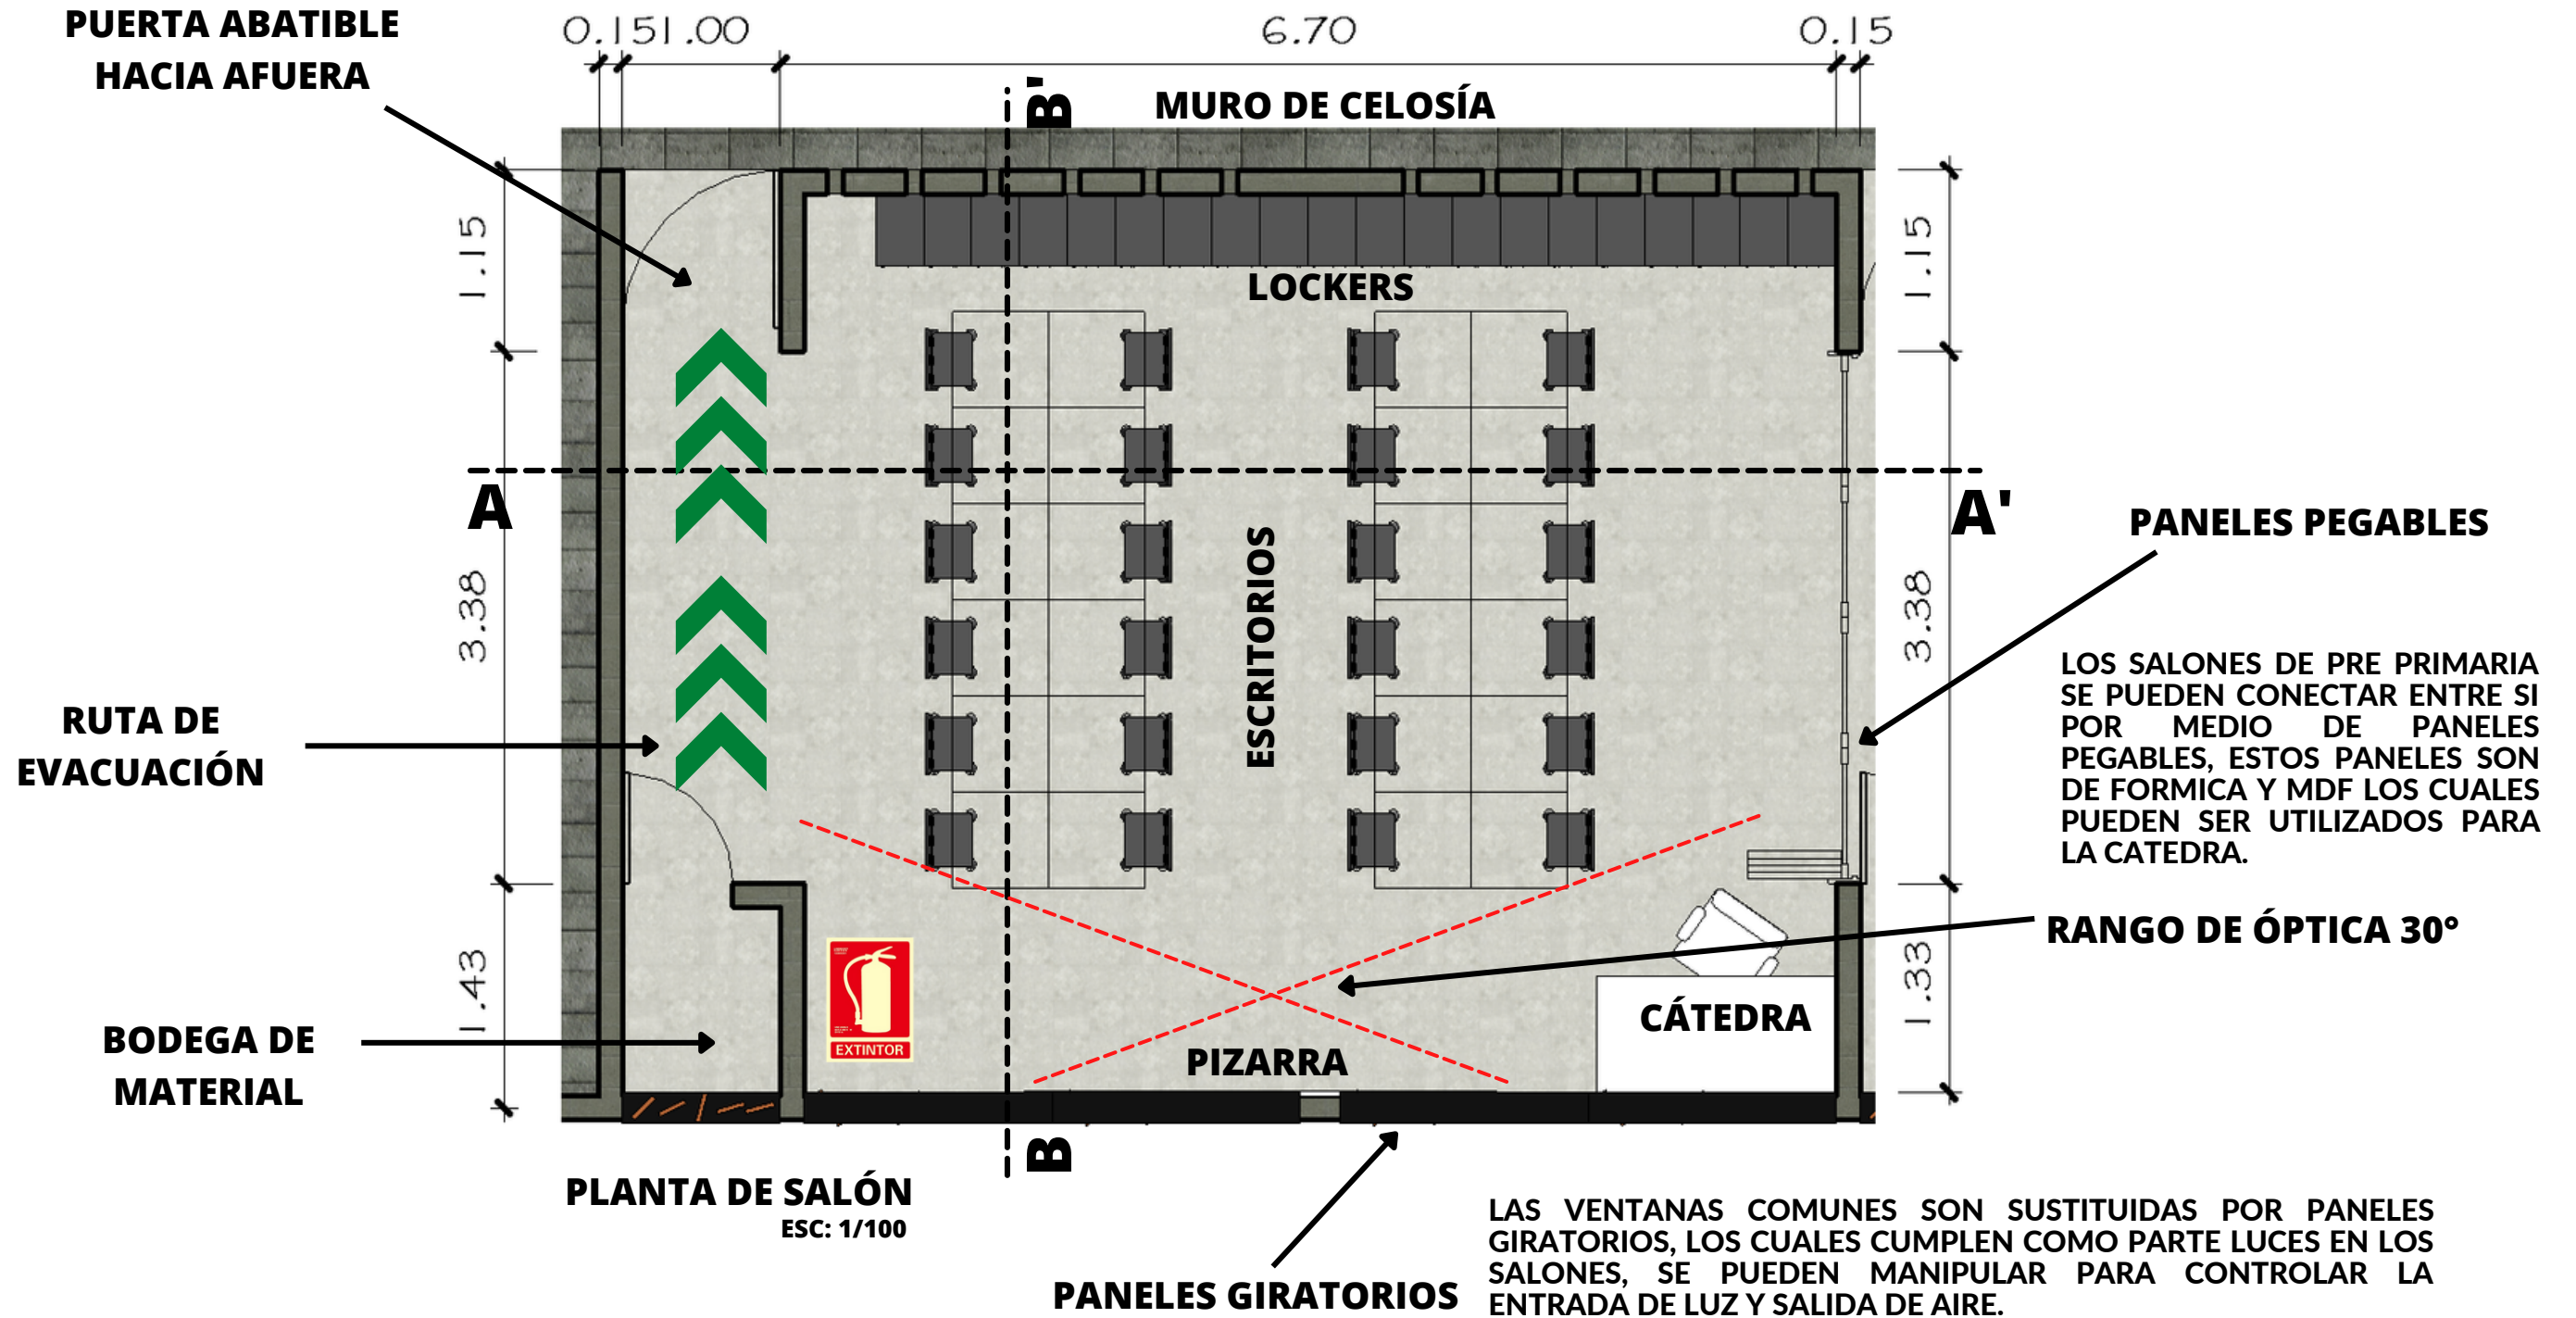 PUERTA ABATIBLE
HACIA AFUERA
0.15
1.00
6.70
0.15
MURO DE CELOSÍA
B'
1.15
1.15
LOCKERS
A
A'
PANELES PEGABLES
ESCRITORIOS
3.38
3.38
LOS SALONES DE PRE PRIMARIA
SE PUEDEN CONECTAR ENTRE SI
POR MEDIO DE PANELES
PEGABLES, ESTOS PANELES SON
DE FORMICA Y MDF LOS CUALES
PUEDEN SER UTILIZADOS PARA
LA CATEDRA.
RUTA DE
EVACUACIÓN
RANGO DE ÓPTICA 30°
1.43
1.33
CÁTEDRA
BODEGA DE
MATERIAL
EXTINTOR
PIZARRA
B
PLANTA DE SALÓN
ESC: 1/100
PANELES GIRATORIOS
LAS VENTANAS COMUNES SON SUSTITUIDAS POR PANELES
GIRATORIOS, LOS CUALES CUMPLEN COMO PARTE LUCES EN LOS
SALONES, SE PUEDEN MANIPULAR PARA CONTROLAR LA
ENTRADA DE LUZ Y SALIDA DE AIRE.